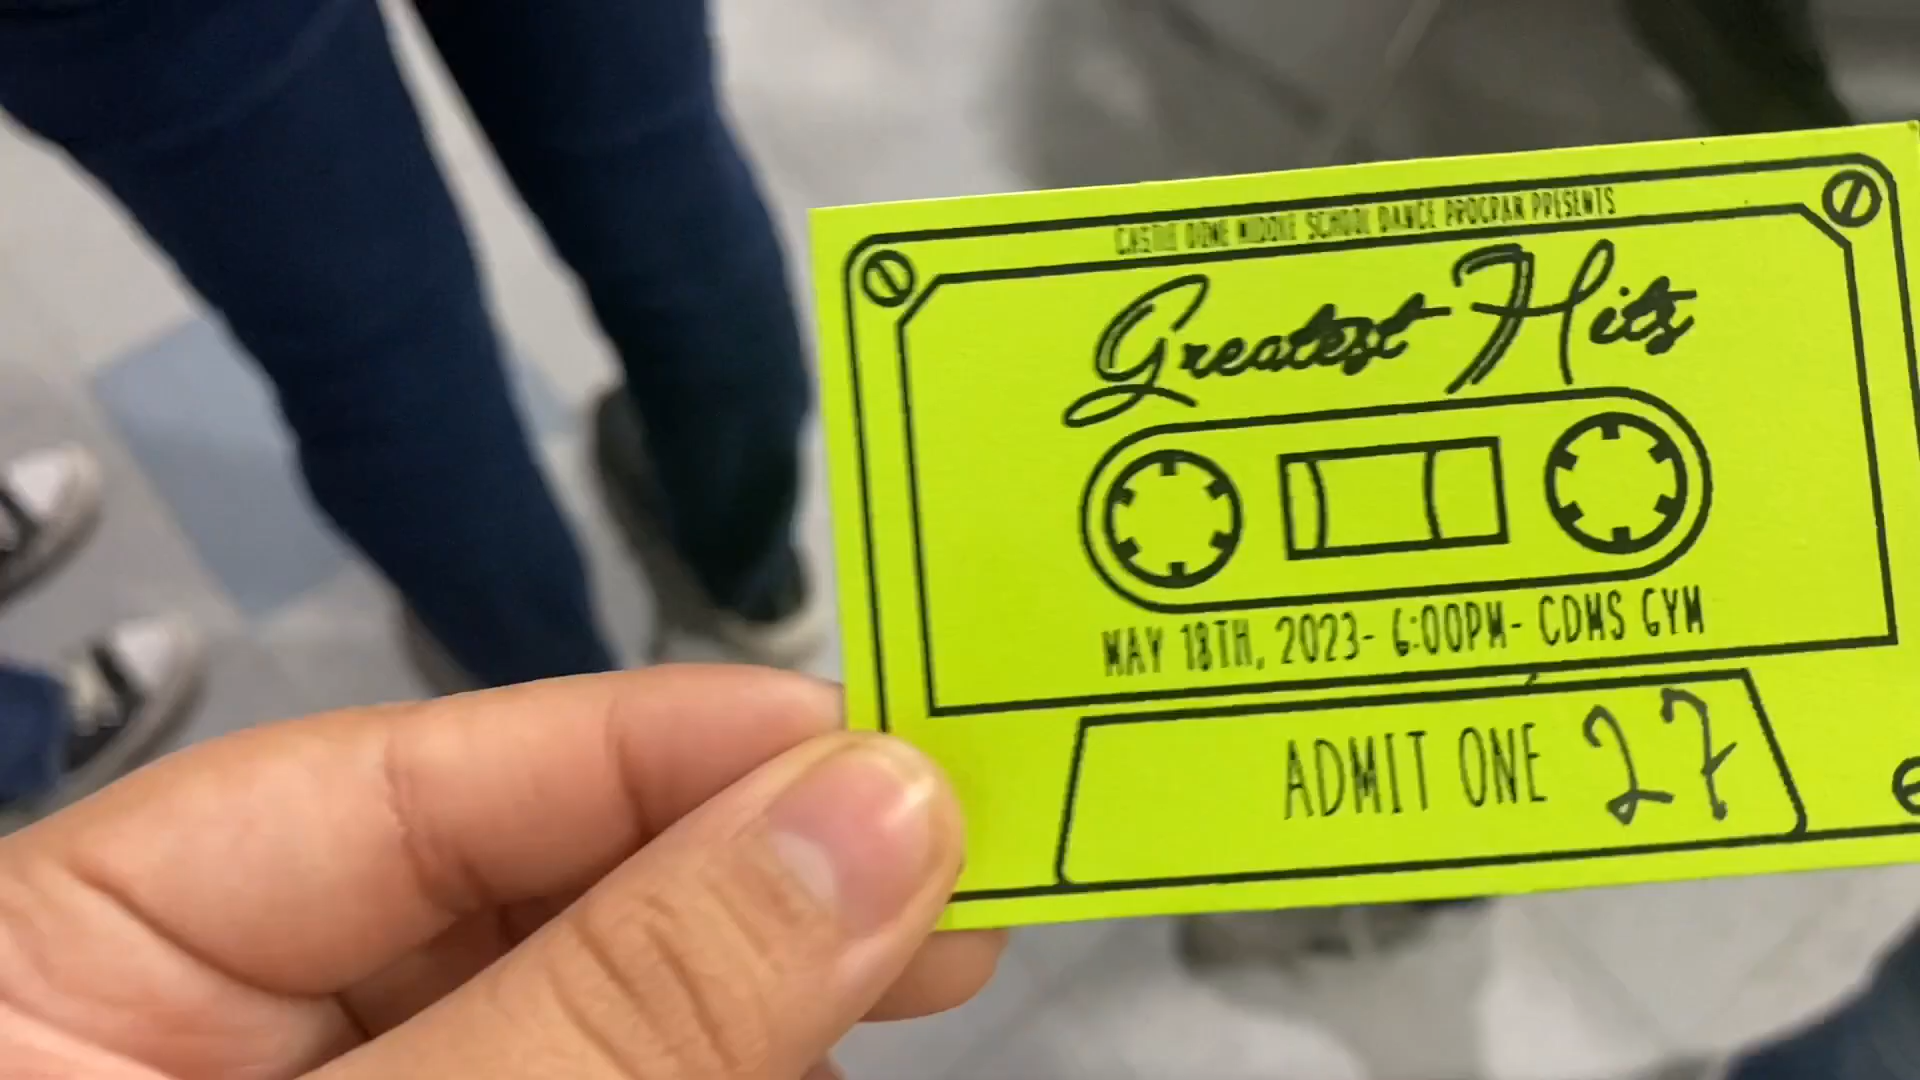 CASTLE DOME MIDDLE SCHOOL DANCE PROGRAM PRESENTS
Greatest Hits
MAY 18TH, 2023- 6:00PM- CDMS GYM
ADMIT ONE 27